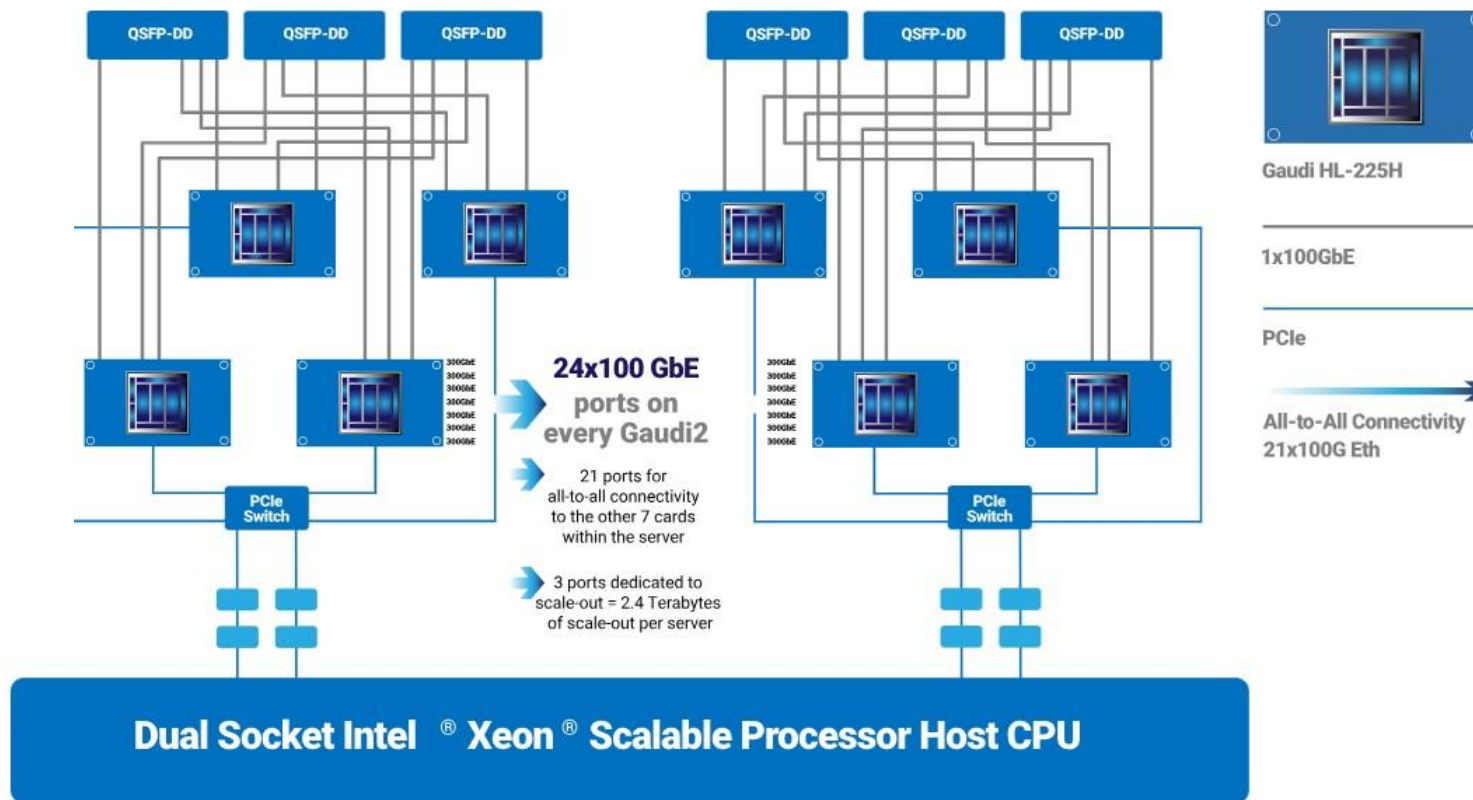 QSFP-DD
QSFP-DD
QSFP-DD
QSFP-DD
QSFP-DD
QSFP-DD
Gaudi HL-225H
1x100GbE
PCIe
All-to-All Connectivity
21x100G Eth
300GbE
300GbE
300GbE
300GbE
300GbE
300GbE
300GbE
24x100 GbE
ports on
every Gaudi2
21 ports for
all-to-all connectivity
to the other 7 cards
within the server
3 ports dedicated to
scale-out = 2.4 Terabytes
of scale-out per server
300GbE
300GbE
300GbE
300GbE
300GbE
300GbE
300GbE
PCIe
Switch
PCIe
Switch
Dual Socket Intel ® Xeon ® Scalable Processor Host CPU